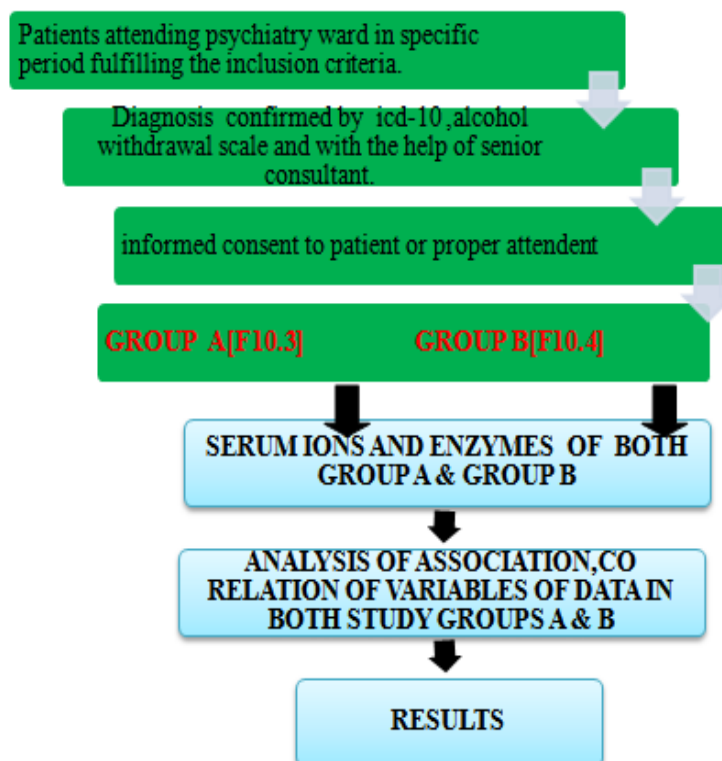 Patients attending psychiatry ward in specific
period fulfilling the inclusion criteria.
Diagnosis confirmed by icd-10 ,alcohol
withdrawal scale and with the help of senior
consultant.
informed consent to patient or proper attendent
GROUP A[F10.3] GROUP B[F10.4]
SERUM IONS AND ENZYMES OF BOTH
GROUP A & GROUP B
ANALYSIS OF ASSOCIATION,CO
RELATION OF VARIABLES OF DATA IN
BOTH STUDY GROUPS A & B
RESULTS